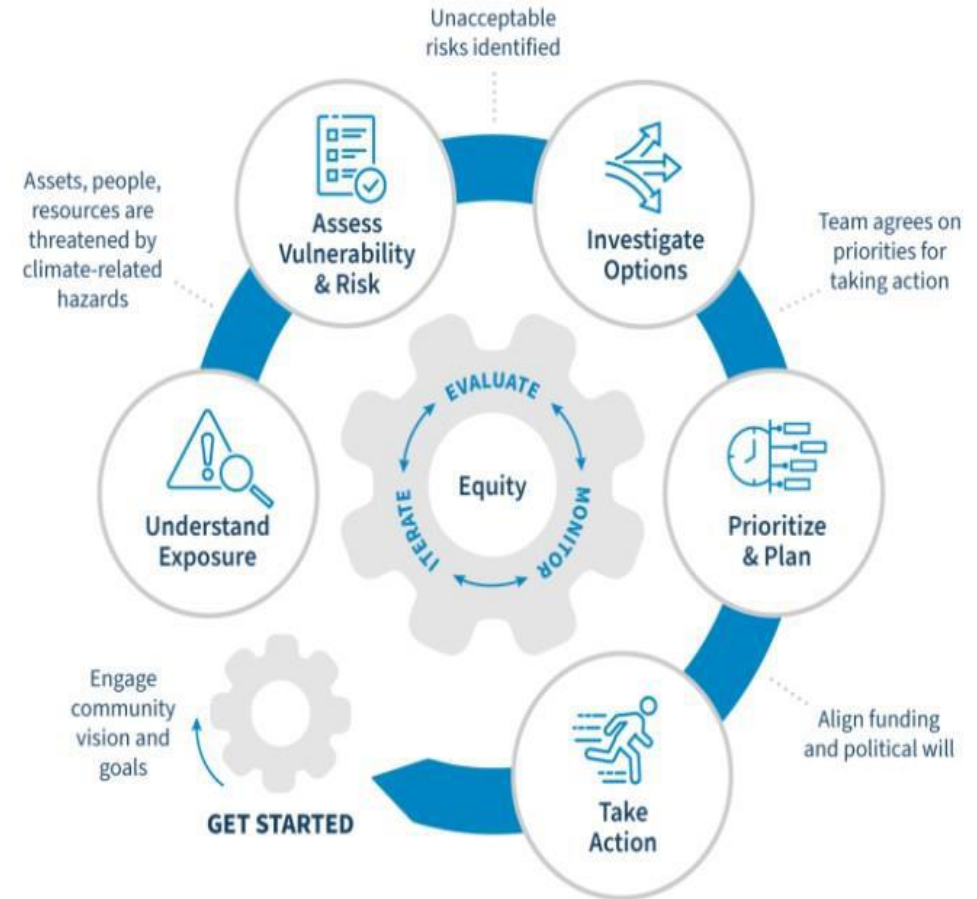 Unacceptable
risks identified
Assess
Vulnerability
& Risk
Investigate
Options
Assets, people,
resources are
threatened by
climate-related
hazards
Team agrees on
priorities for
taking action
EVALUATE
MONITOR
ITERATE
Equity
Understand
Exposure
Prioritize
& Plan
Engage
community
vision and
goals
GET STARTED
Align funding
and political will
Take
Action